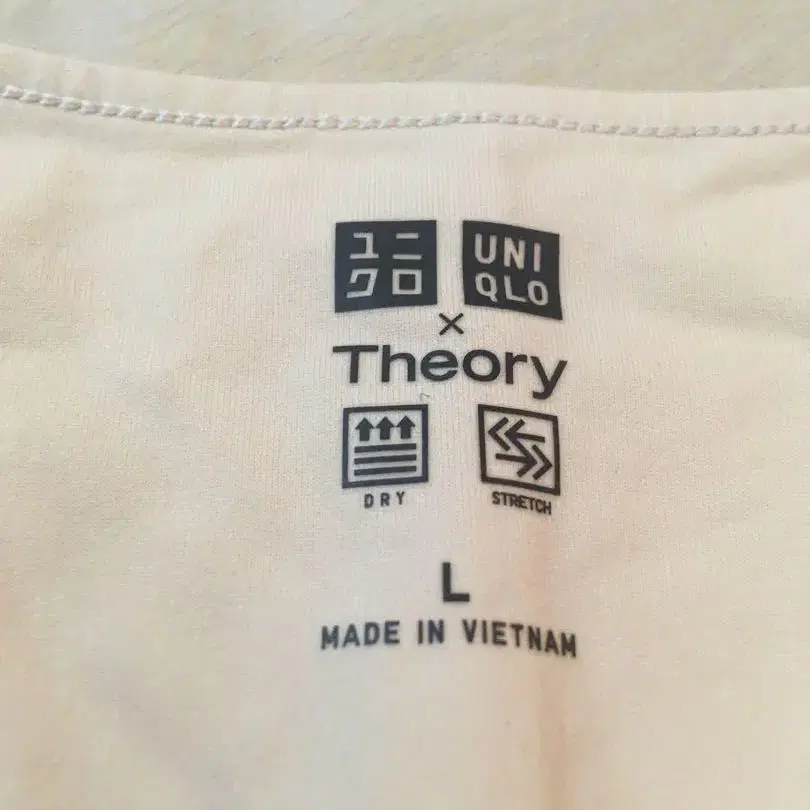 ユニ UNI
クロ QLO
×
Theory
DRY STRETCH
L
MADE IN VIETNAM